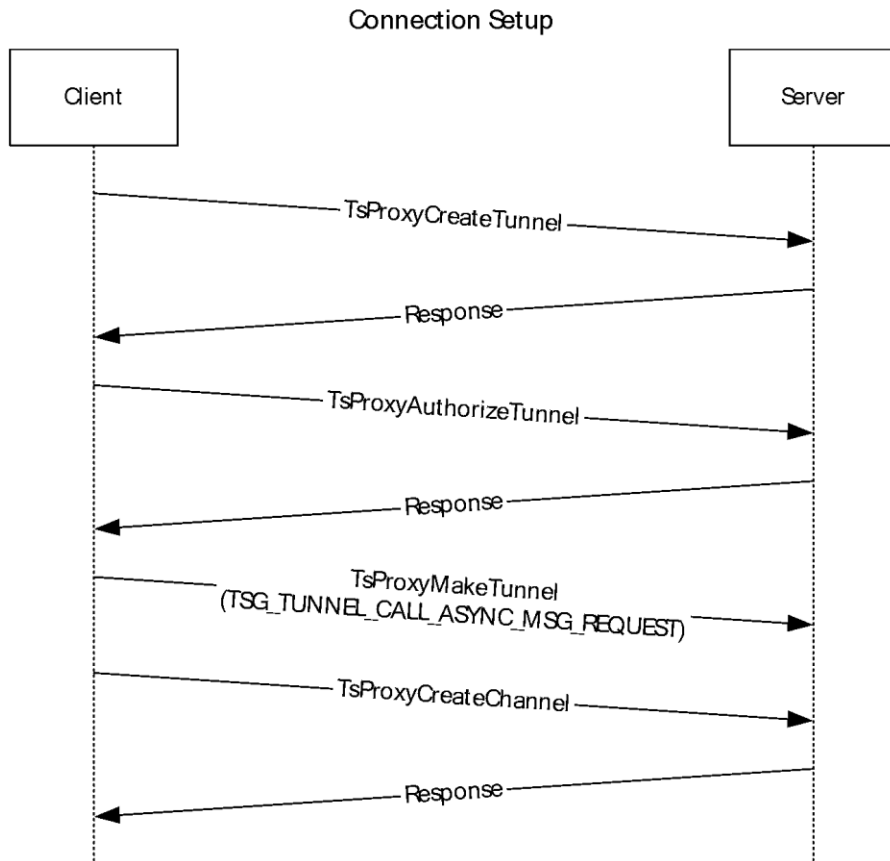 Connection Setup
Client
Server
TsProxyCreateTunnel
Response
TsProxyAuthorizeTunnel
Response
TsProxyMakeTunnel
(TSG_TUNNEL_CALL_ASYNC_MSG_REQUEST)
TsProxyCreateChannel
Response